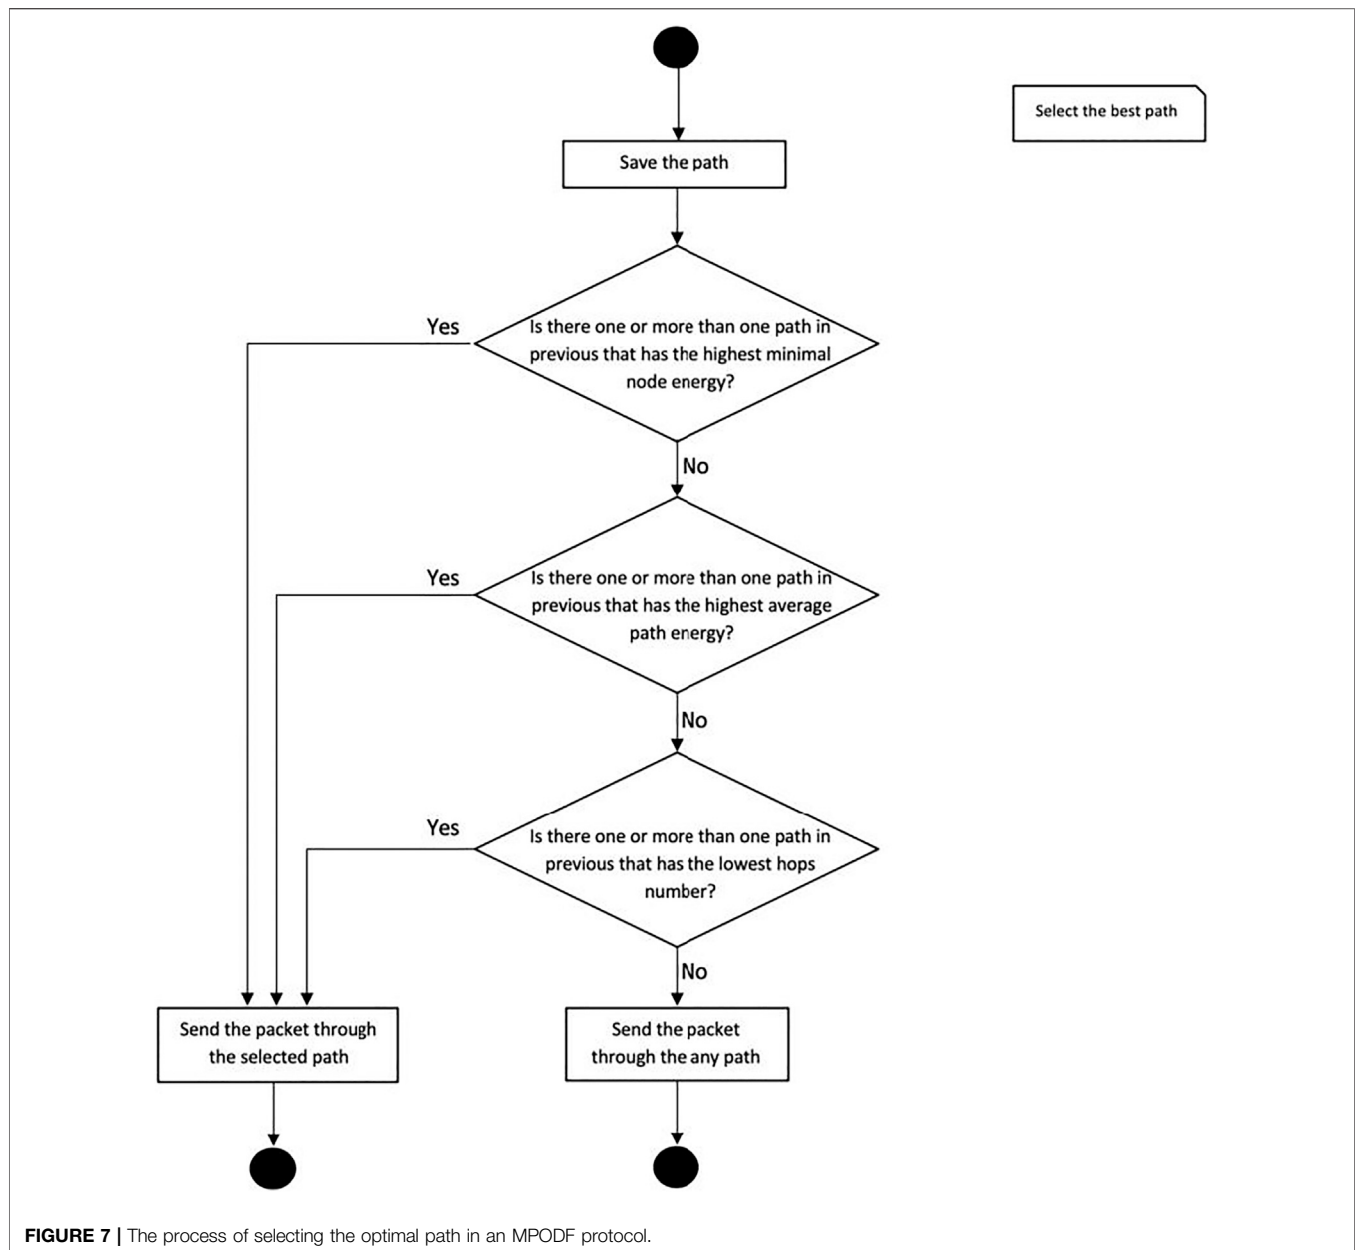 Select the best path
Save the path
Yes
Is there one or more than one path in
previous that has the highest minimal
node energy?
No
Yes
Is there one or more than one path in
previous that has the highest average
path energy?
No
Yes
Is there one or more than one path in
previous that has the lowest hops
number?
No
Send the packet through
the selected path
Send the packet
through the any path
FIGURE 7 | The process of selecting the optimal path in an MPODF protocol.